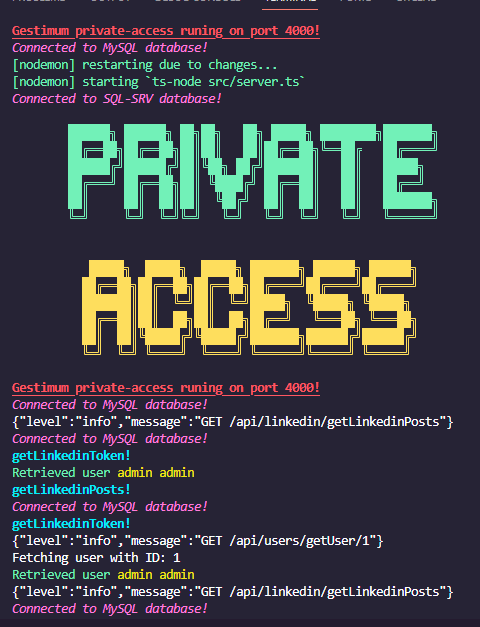 Gestimum private-access runing on port 4000!
Connected to MySQL database!
[nodemon] restarting due to changes...
[nodemon] starting `ts-node src/server.ts`
Connected to SQL-SRV database!
PRIVATE
ACCESS
Gestimum private-access runing on port 4000!
Connected to MySQL database!
{"level":"info","message":"GET /api/linkedin/getLinkedinPosts"}
Connected to MySQL database!
getLinkedinToken!
Retrieved user admin admin
getLinkedinPosts!
Connected to MySQL database!
getLinkedinToken!
{"level":"info","message":"GET /api/users/getUser/1"}
Fetching user with ID: 1
Retrieved user admin admin
{"level":"info","message":"GET /api/linkedin/getLinkedinPosts"}
Connected to MySQL database!